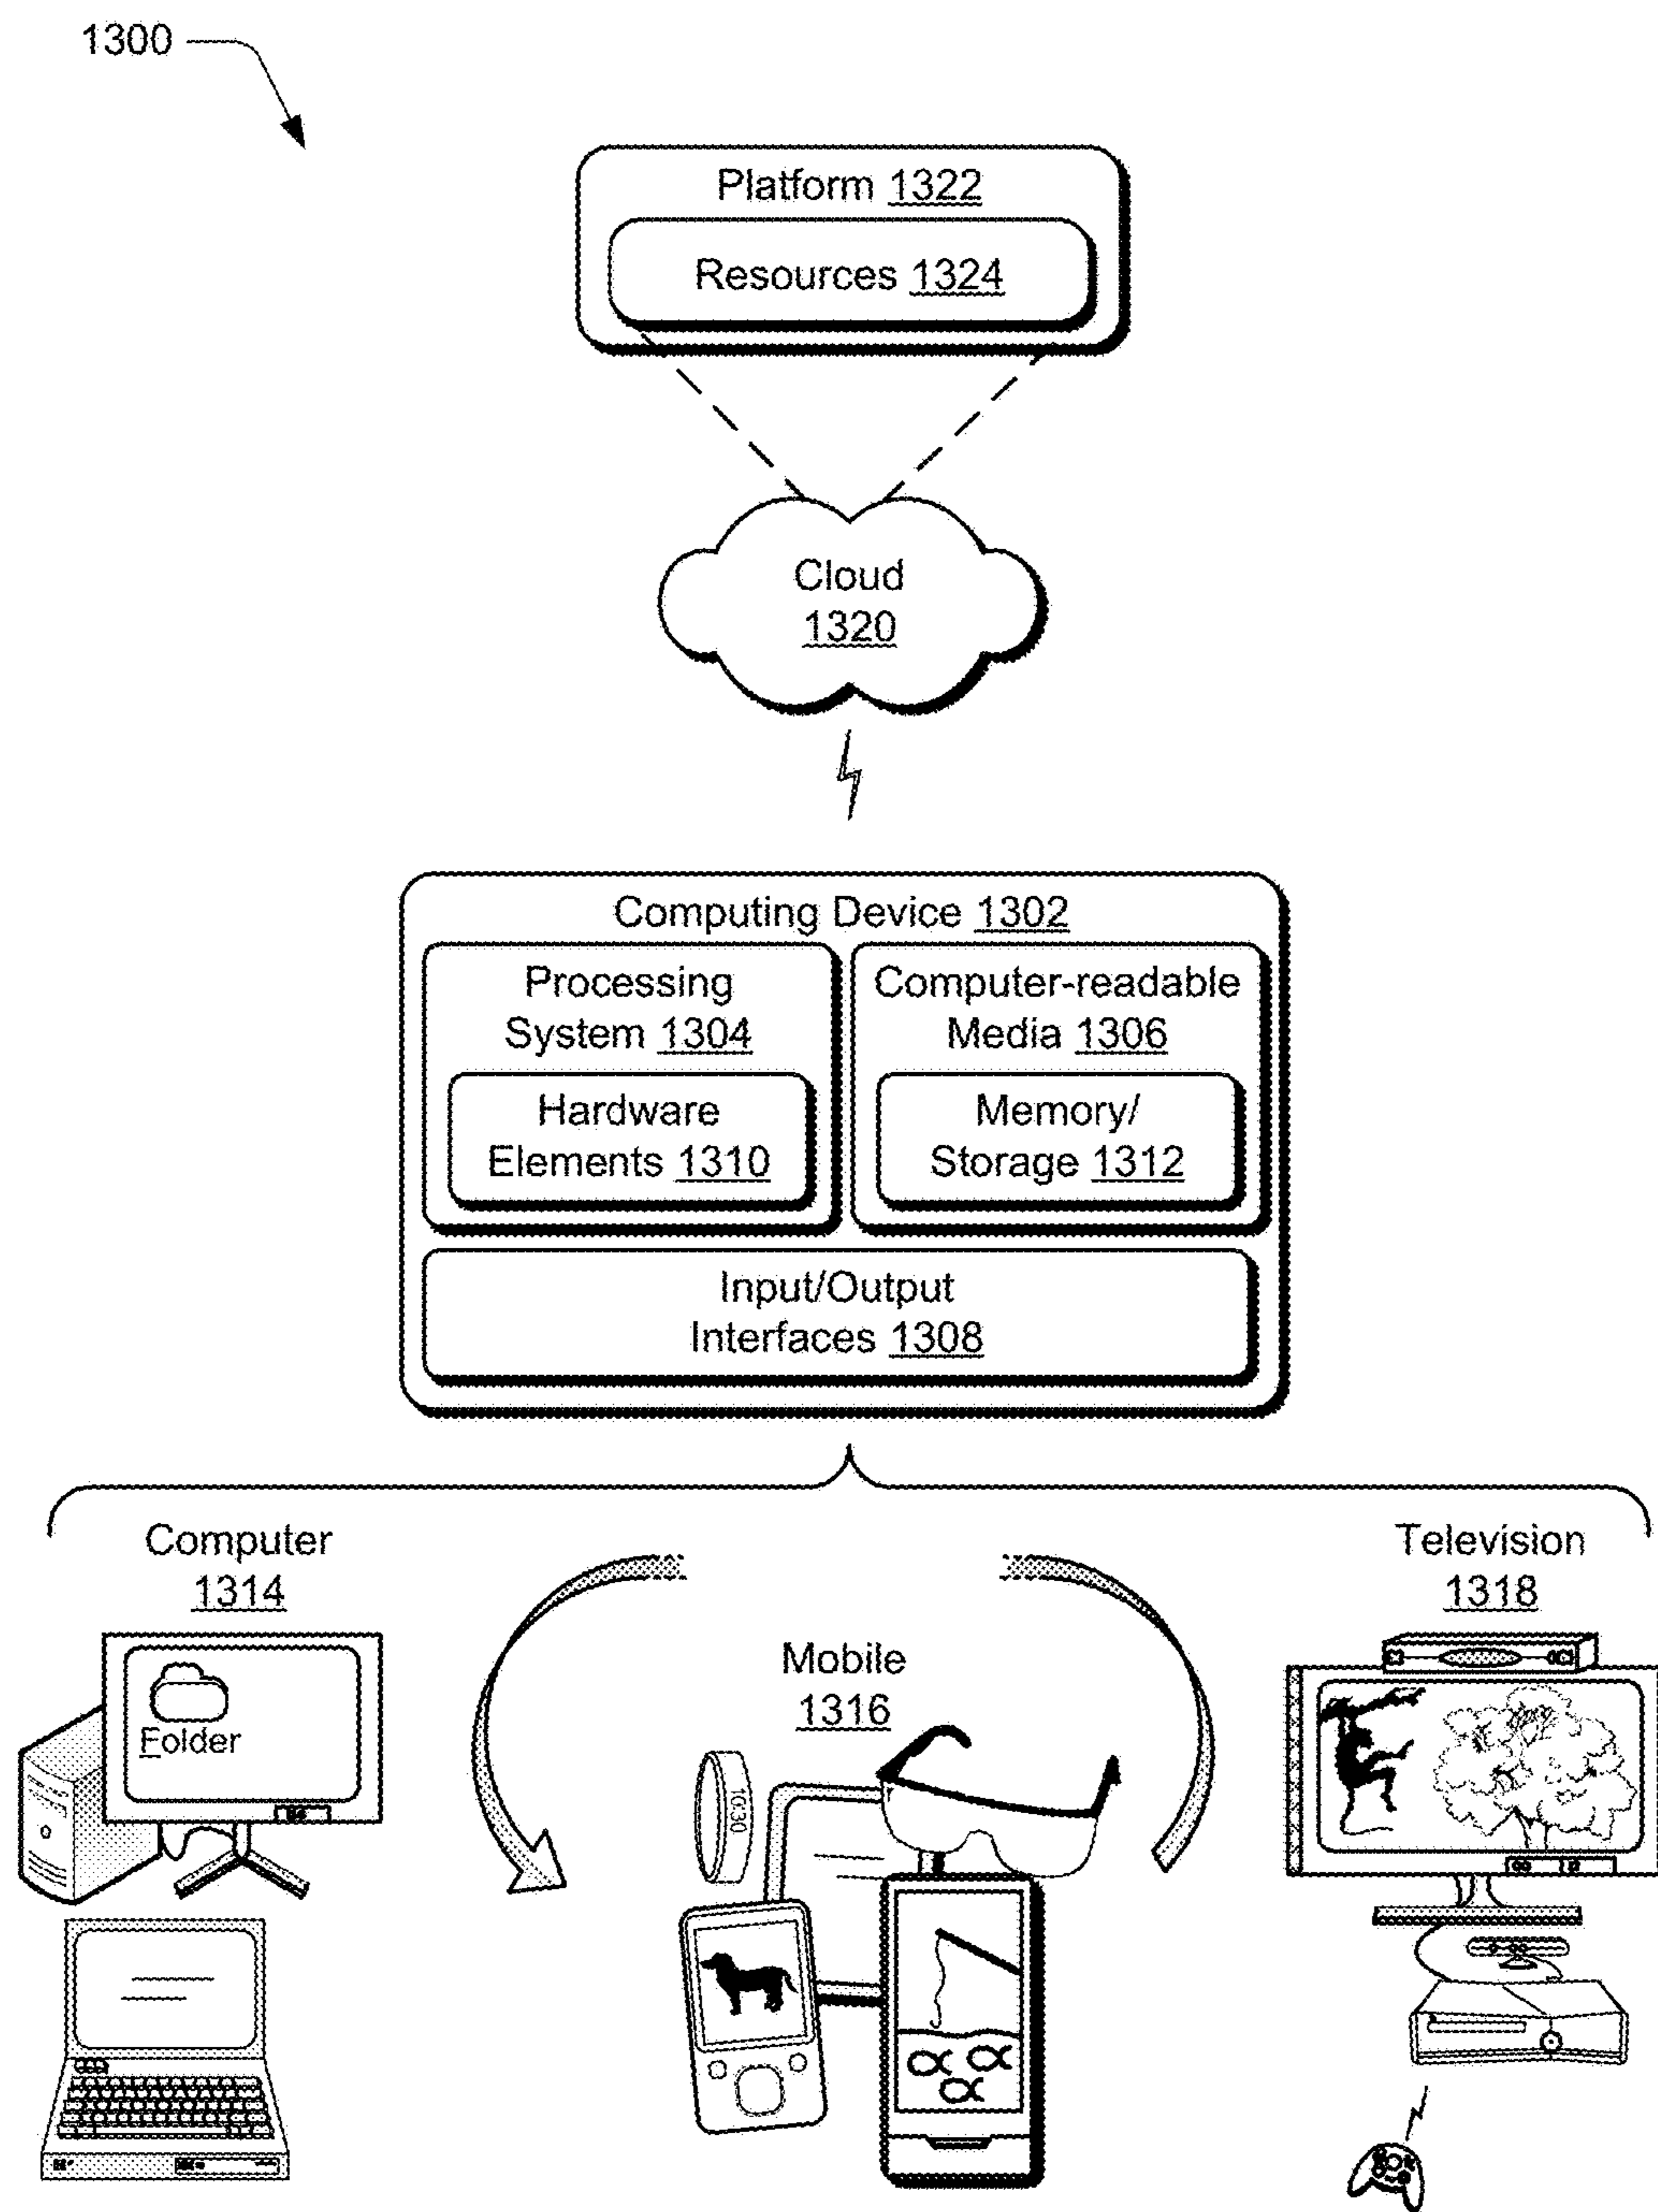 1300
Platform 1322
Resources 1324
Cloud
1320
Computing Device 1302
Processing
System 1304
Computer-readable
Media 1306
Hardware
Elements 1310
Memory/
Storage 1312
Input/Output
Interfaces 1308
Computer
1314
Folder
Mobile
1316
1030
Television
1318